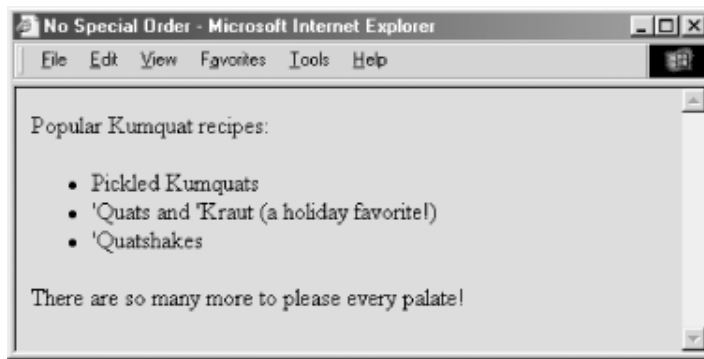 No Special Order - Microsoft Internet Explorer
File Edit View Favorites Tools Help
Popular Kumquat recipes:
• Pickled Kumquats
• 'Quats and 'Kraut (a holiday favorite!)
• 'Quatshakes
There are so many more to please every palate!